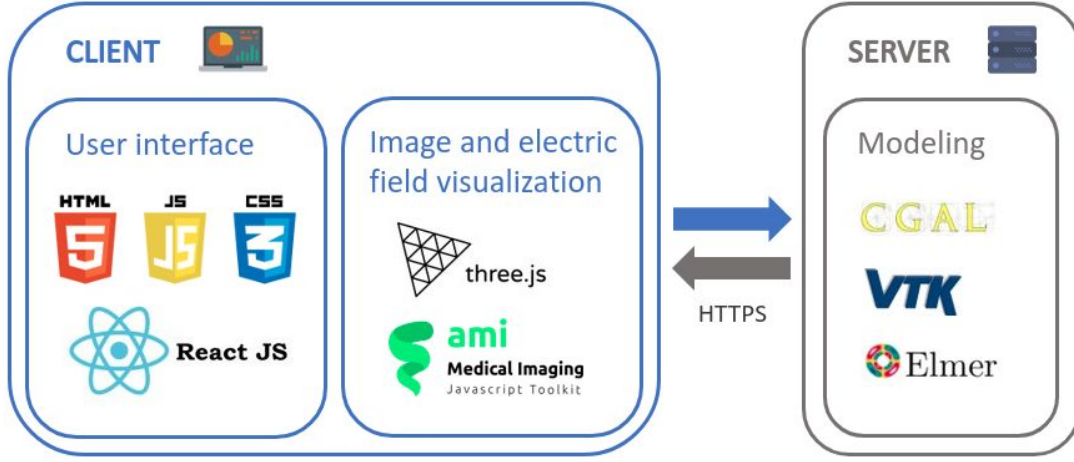 CLIENT
User interface
HTML
5
JS
JS
CSS
3
React JS
Image and electric
field visualization
three.js
ami
Medical Imaging
Javascript Toolkit
HTTPS
SERVER
Modeling
CGAL
VTK
Elmer